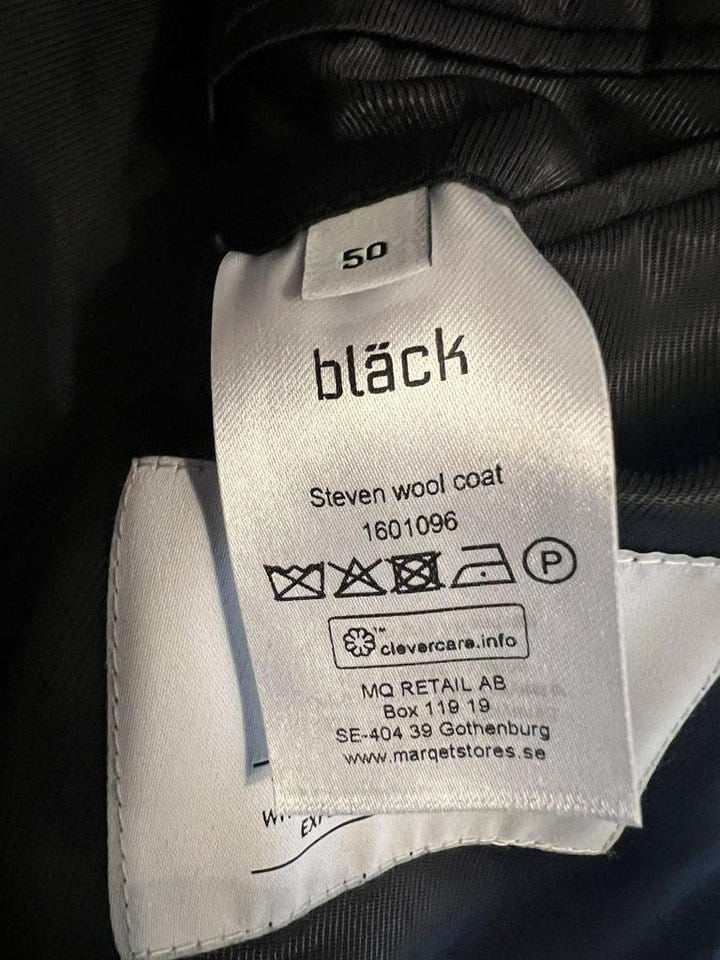 50
bläck
Steven wool coat
1601096
P
™
clevercare.info
MQ RETAIL AB
Box 119 19
SE-404 39 Gothenburg
www.marqetstores.se